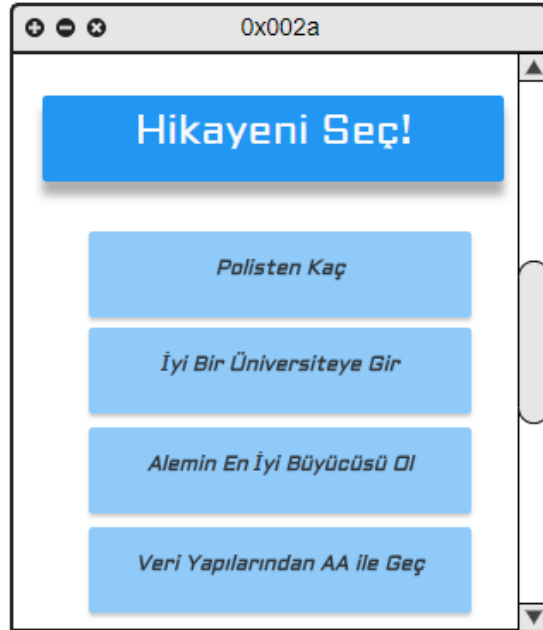 0x002a
Hikayeni Seç!
Polisten Kaç
İyi Bir Üniversiteye Gir
Alemin En İyi Büyücüsü Ol
Veri Yapılarından AA ile Geç